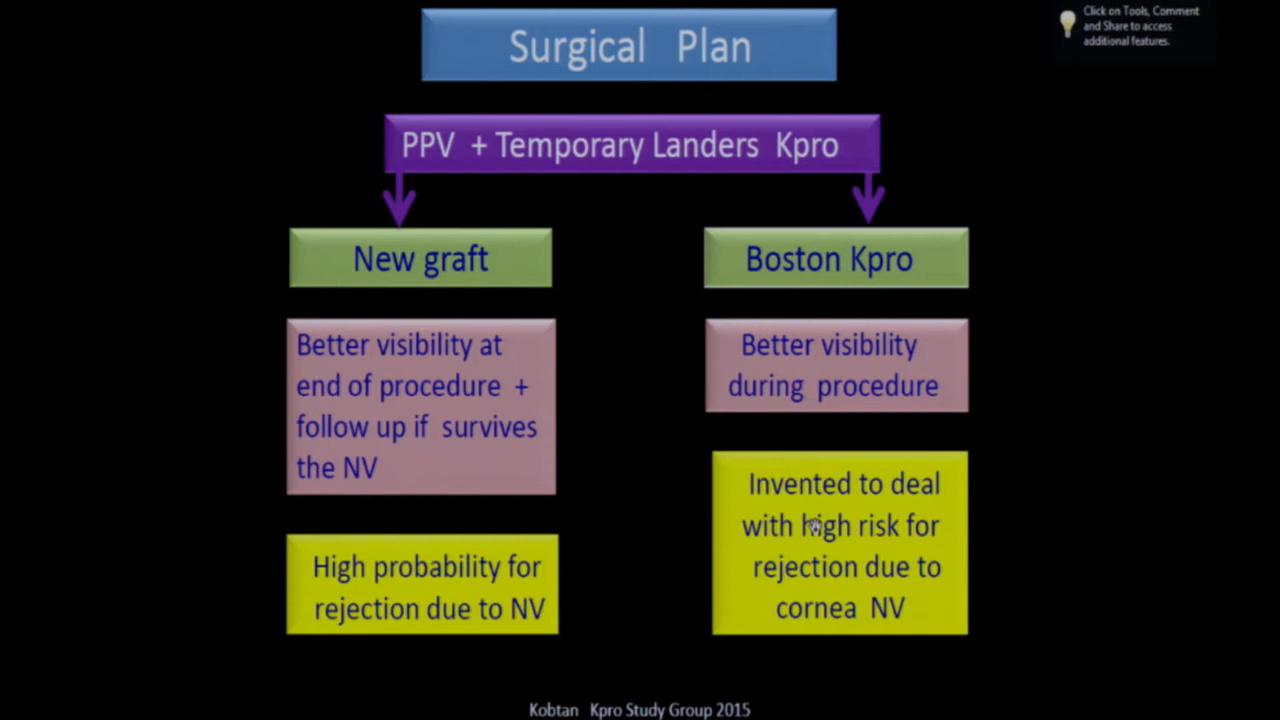 Surgical Plan
Click on Tools, Comment
and Share to access
additional features.
PPV + Temporary Landers Kpro
New graft
Boston Kpro
Better visibility at
end of procedure +
follow up if survives
the NV
Better visibility
during procedure
High probability for
rejection due to NV
Invented to deal
with high risk for
rejection due to
cornea NV
Kobtan Kpro Study Group 2015